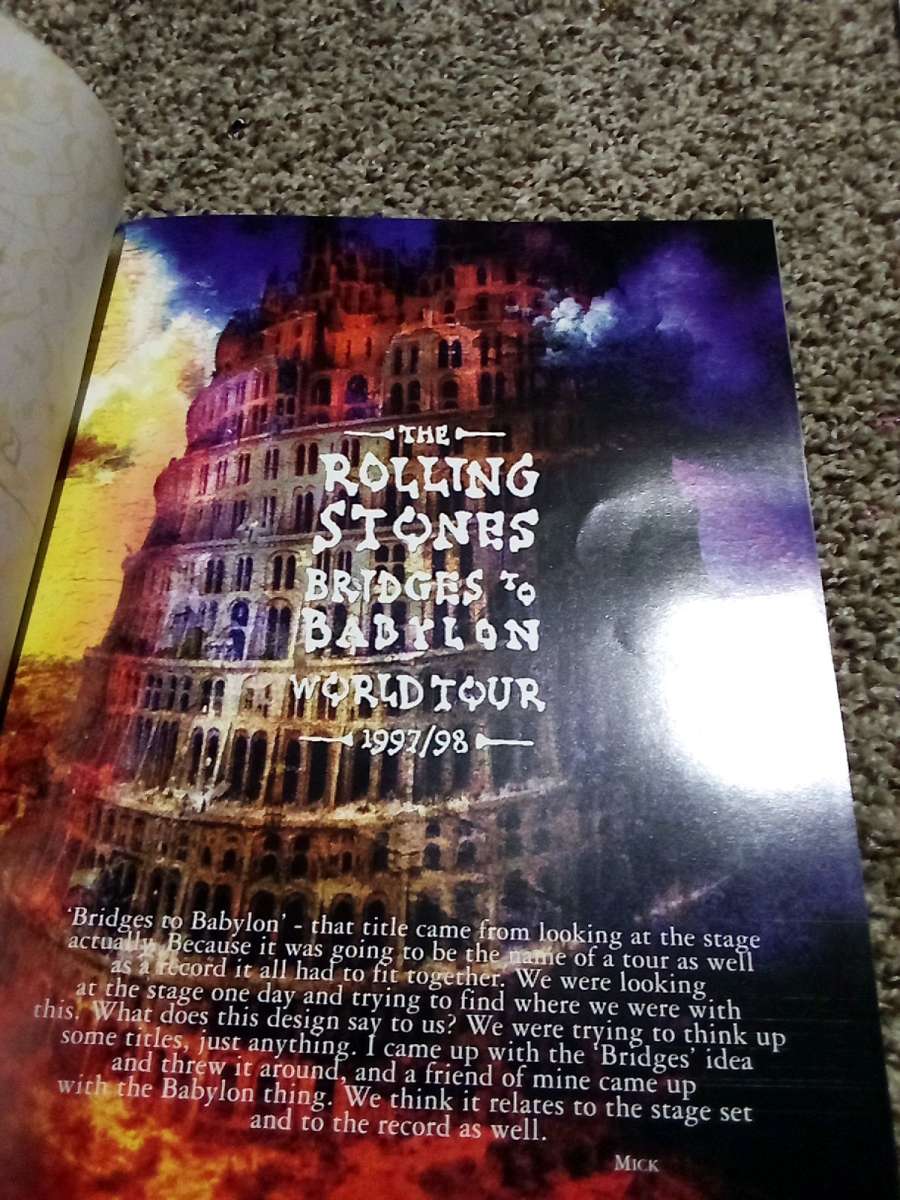 THE
ROLLING
STONES
BRIDGES TO
BABYLON
WORLD TOUR
1997/98
'Bridges to Babylon' - that title came from looking at the stage
actually. Because it was going to be the name of a tour as well
as a record it all had to fit together. We were looking
at the stage one day and trying to find where we were with
this. What does this design say to us? We were trying to think up
some titles, just anything. I came up with the 'Bridges' idea
and threw it around, and a friend of mine came up
with the Babylon thing. We think it relates to the stage set
and to the record as well.
MICK